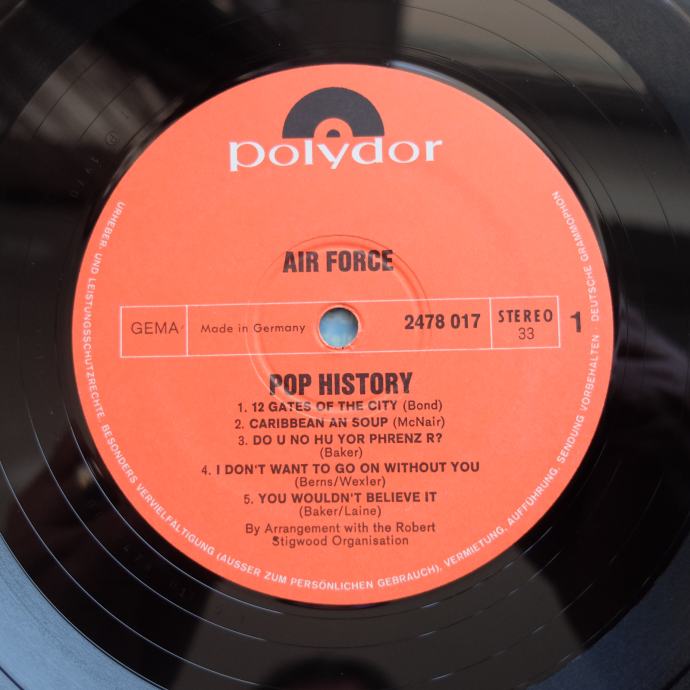 polydor
AIR FORCE
GEMA Made in Germany 2478 017 STEREO 33 1
POP HISTORY
1. 12 GATES OF THE CITY (Bond)
2. CARIBBEAN AN SOUP (McNair)
3. DO U NO HU YOR PHRENZ R?
(Baker)
4. I DON'T WANT TO GO ON WITHOUT YOU
(Berns/Wexler)
5. YOU WOULDN'T BELIEVE IT
(Baker/Laine)
By Arrangement with the Robert
Stigwood Organisation
URHEBER- UND LEISTUNGSSCHUTZRECHTE, BESONDERS VERVIELFÄLTIGUNG (AUSSER ZUM PERSÖNLICHEN GEBRAUCH), VERMIETUNG, AUFFÜHRUNG, SENDUNG VORBEHALTEN · DEUTSCHE GRAMMOPHON